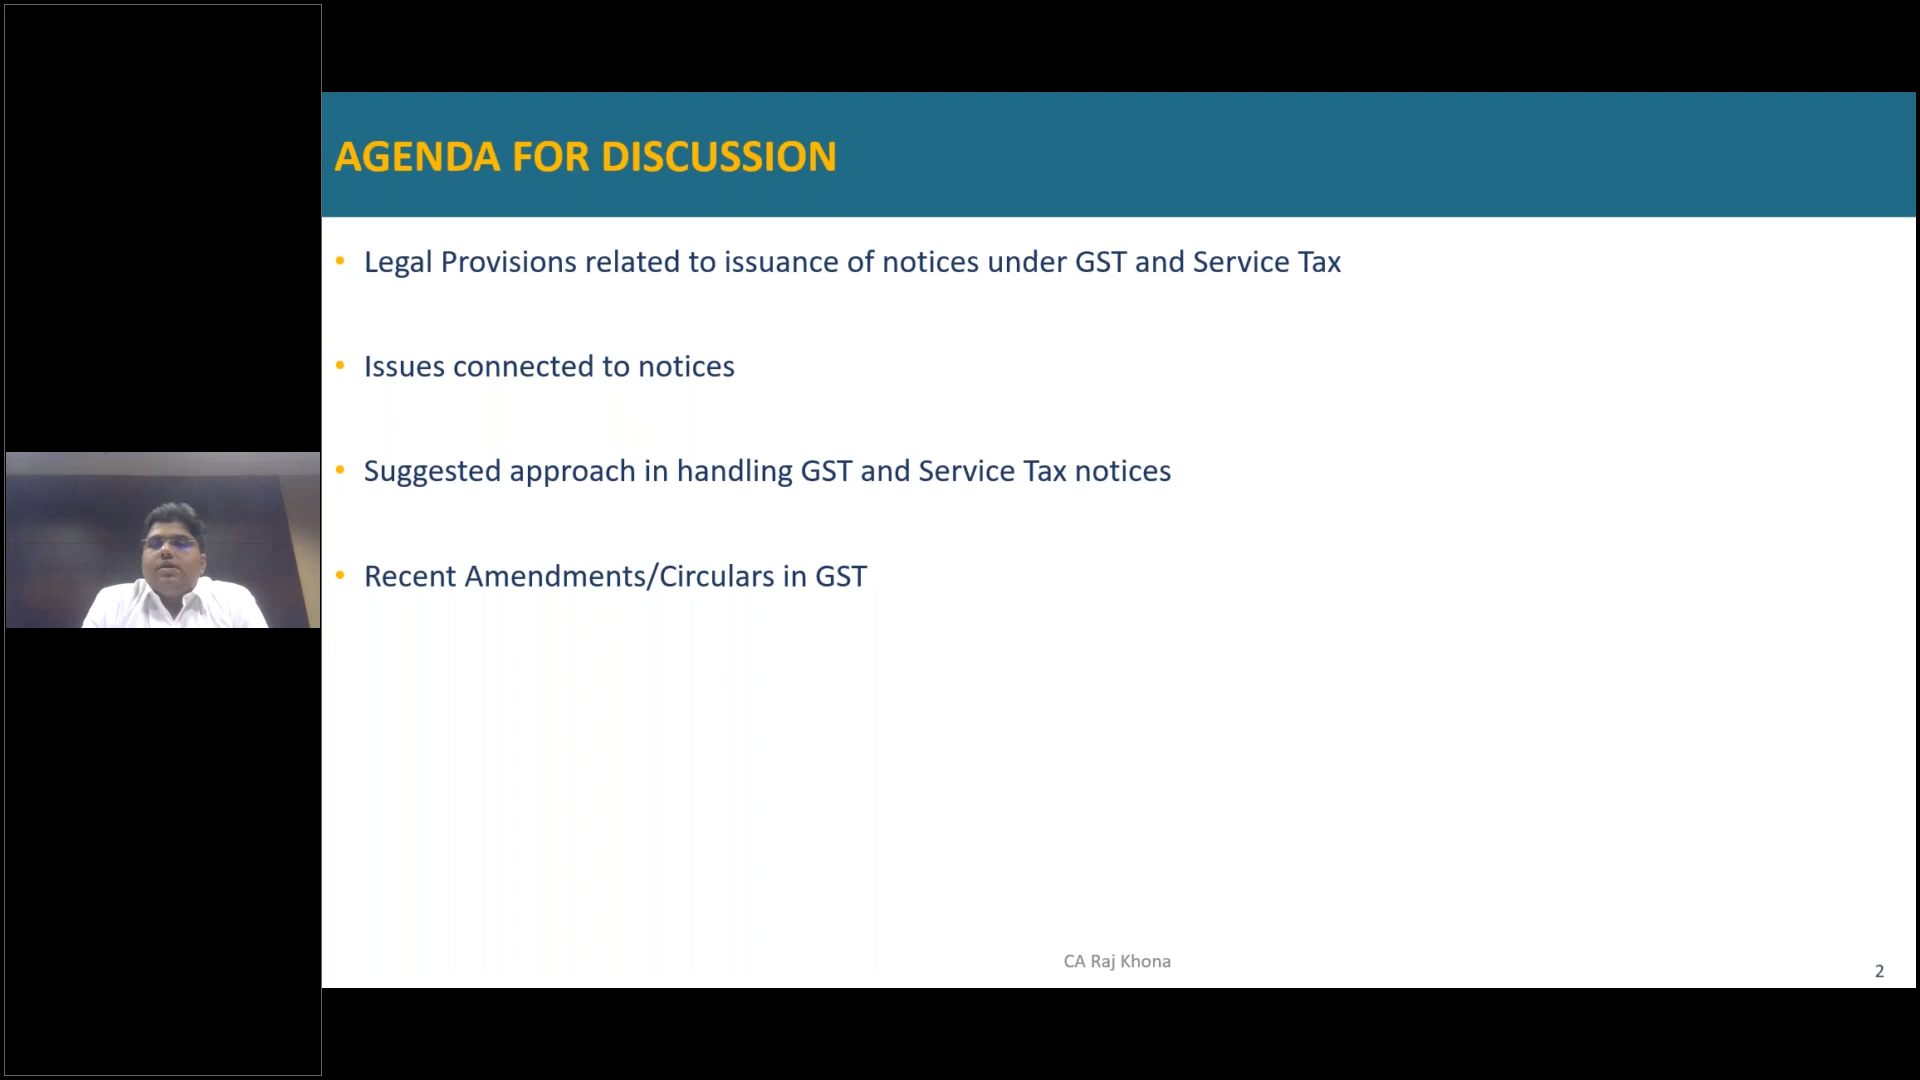 AGENDA FOR DISCUSSION
• Legal Provisions related to issuance of notices under GST and Service Tax
• Issues connected to notices
• Suggested approach in handling GST and Service Tax notices
• Recent Amendments/Circulars in GST
CA Raj Khona
2